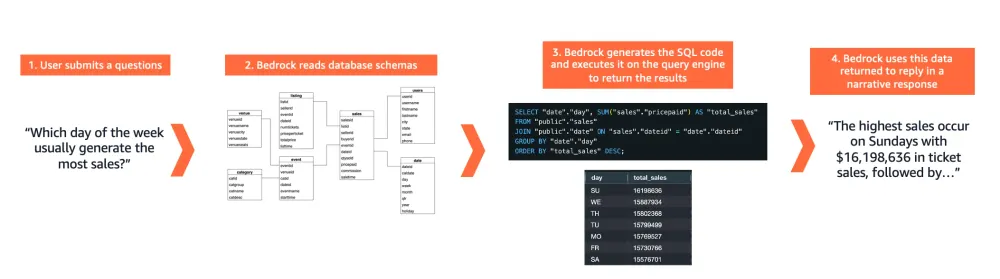 1. User submits a questions
“Which day of the week
usually generate the
most sales?”
2. Bedrock reads database schemas
venue
venueid
venuename
venuecity
venuestate
venueseats
category
catid
catgroup
catname
catdesc
listing
listid
sellerid
eventid
dateid
numtickets
priceperticket
totalprice
listtime
event
eventid
venueid
catid
dateid
eventname
starttime
sales
salesid
listid
sellerid
buyerid
eventid
dateid
qtysold
pricepaid
commission
saletime
users
userid
username
firstname
lastname
city
state
email
phone
date
dateid
caldate
day
week
month
qtr
year
holiday
3. Bedrock generates the SQL code
and executes it on the query engine
to return the results
SELECT "date"."day", SUM("sales"."pricepaid") AS "total_sales"
FROM "public"."sales"
JOIN "public"."date" ON "sales"."dateid" = "date"."dateid"
GROUP BY "date"."day"
ORDER BY "total_sales" DESC;
day total_sales
SU 16198636
WE 15887934
TH 15802368
TU 15799499
MO 15769527
FR 15730766
SA 15576701
4. Bedrock uses this data
returned to reply in a
narrative response
“The highest sales occur
on Sundays with
$16,198,636 in ticket
sales, followed by…”